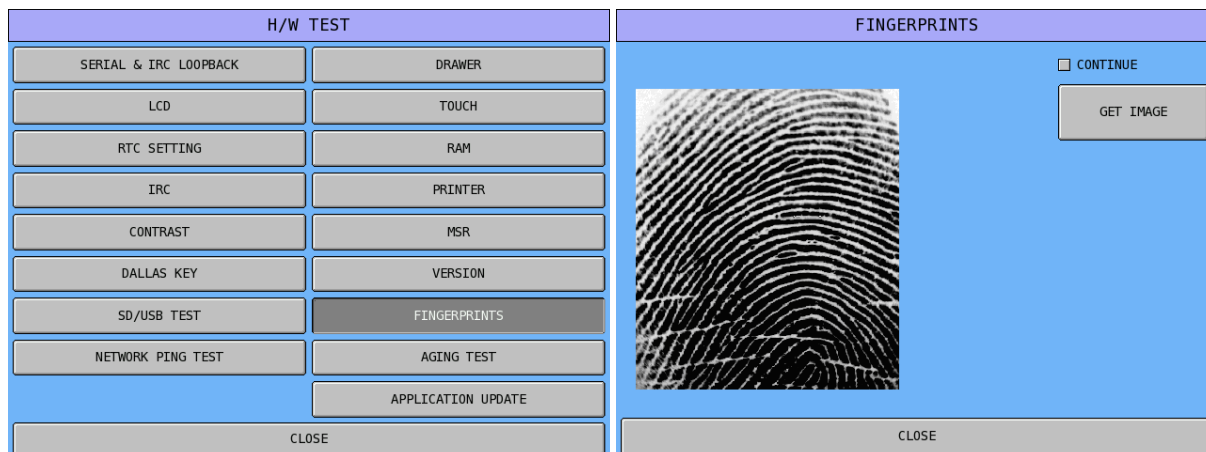 H/W TEST
SERIAL & IRC LOOPBACK
DRAWER
LCD
TOUCH
RTC SETTING
RAM
IRC
PRINTER
CONTRAST
MSR
DALLAS KEY
VERSION
SD/USB TEST
FINGERPRINTS
NETWORK PING TEST
AGING TEST
APPLICATION UPDATE
CLOSE
FINGERPRINTS
CONTINUE
GET IMAGE
CLOSE